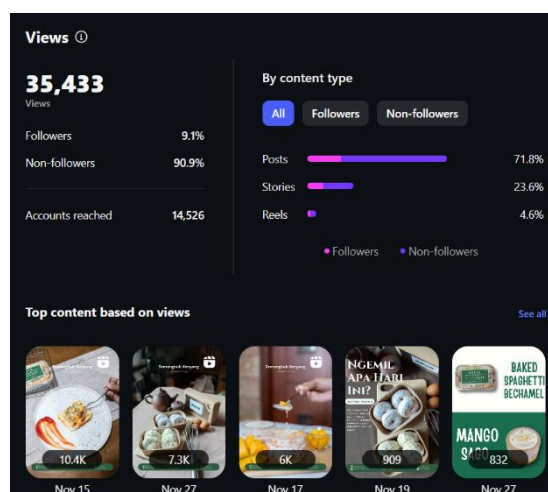 Views
35,433
Views
Followers 9.1%
Non-followers 90.9%
Accounts reached 14,526
By content type
All Followers Non-followers
Posts 71.8%
Stories 23.6%
Reels 4.6%
Followers Non-followers
Top content based on views
See all
10.4K
Nov 15
7.3K
Nov 27
6K
Nov 17
NGEMIL
APA HARI
INI?
909
Nov 19
BAKED
SPAGHETTI
BECHAMEL
MANGO
SAGO
832
Nov 27